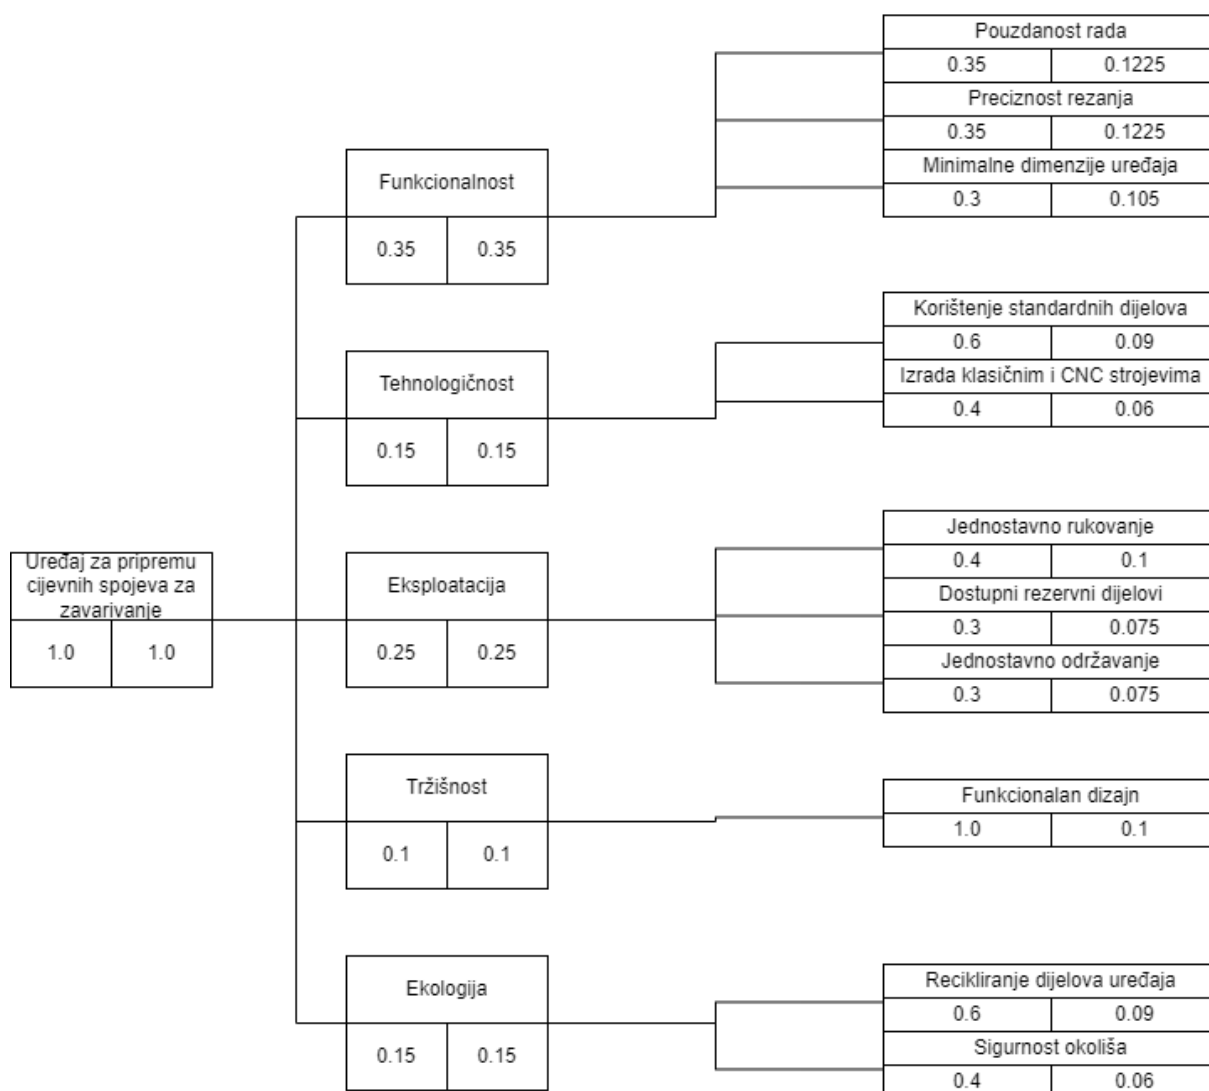 Uređaj za pripremu
cijevnih spojeva za
zavarivanje
1.0 1.0
Funkcionalnost
0.35 0.35
Pouzdanost rada
0.35 0.1225
Preciznost rezanja
0.35 0.1225
Minimalne dimenzije uređaja
0.3 0.105
Tehnologičnost
0.15 0.15
Korištenje standardnih dijelova
0.6 0.09
Izrada klasičnim i CNC strojevima
0.4 0.06
Eksploatacija
0.25 0.25
Jednostavno rukovanje
0.4 0.1
Dostupni rezervni dijelovi
0.3 0.075
Jednostavno održavanje
0.3 0.075
Tržišnost
0.1 0.1
Funkcionalan dizajn
1.0 0.1
Ekologija
0.15 0.15
Recikliranje dijelova uređaja
0.6 0.09
Sigurnost okoliša
0.4 0.06